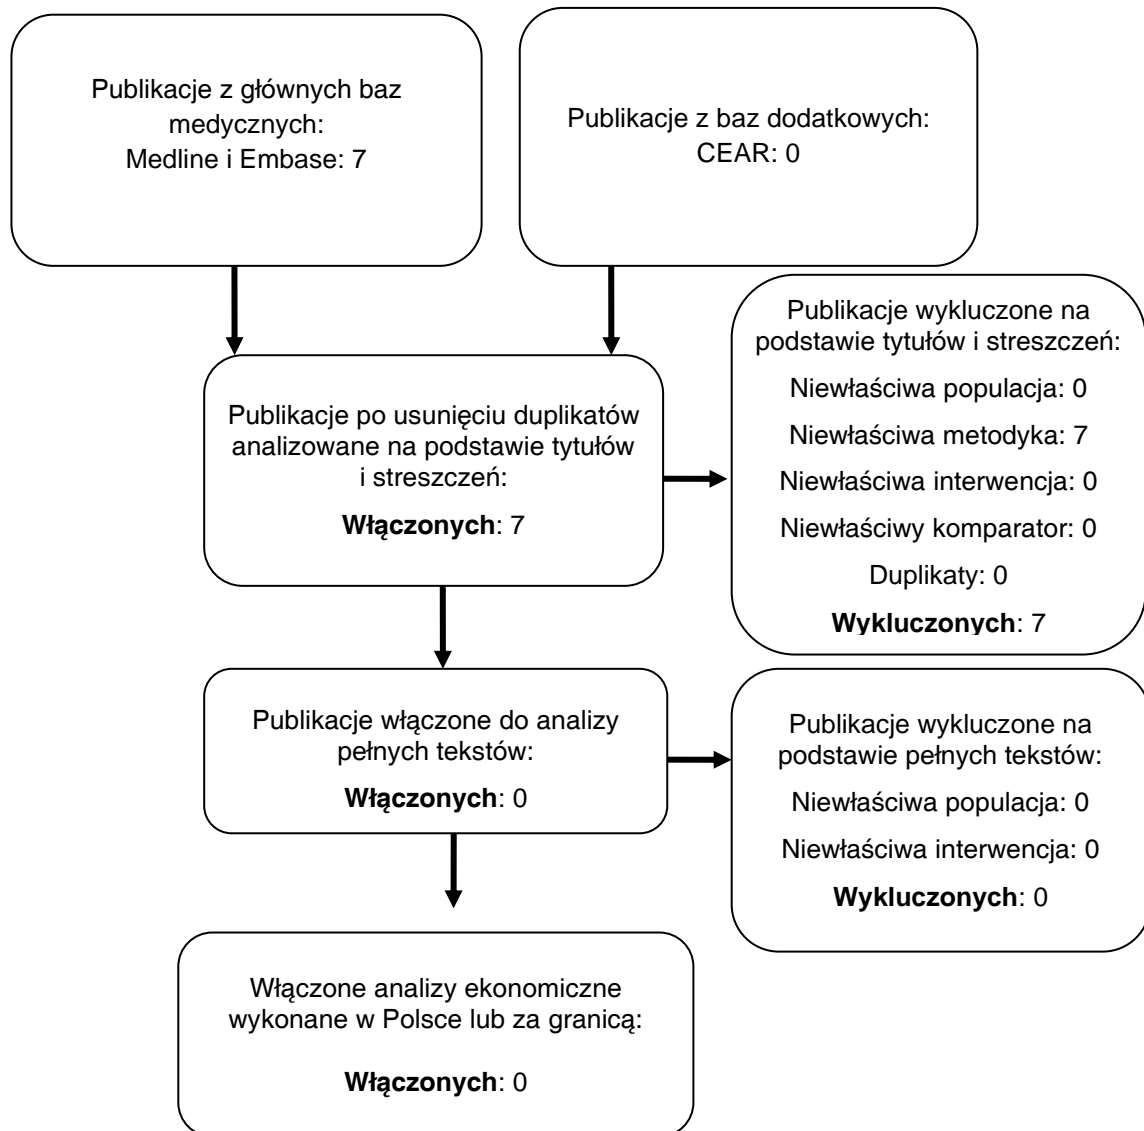 Publikacje z głównych baz
medycznych:
Medline i Embase: 7
Publikacje z baz dodatkowych:
CEAR: 0
Publikacje wykluczone na
podstawie tytułów i streszczeń:
Niewłaściwa populacja: 0
Niewłaściwa metodyka: 7
Niewłaściwa interwencja: 0
Niewłaściwy komparator: 0
Duplikaty: 0
Wykluczonych: 7
Publikacje po usunięciu duplikatów
analizowane na podstawie tytułów
i streszczeń:
Włączonych: 7
Publikacje włączone do analizy
pełnych tekstów:
Włączonych: 0
Publikacje wykluczone na
podstawie pełnych tekstów:
Niewłaściwa populacja: 0
Niewłaściwa interwencja: 0
Wykluczonych: 0
Włączone analizy ekonomiczne
wykonane w Polsce lub za granicą:
Włączonych: 0